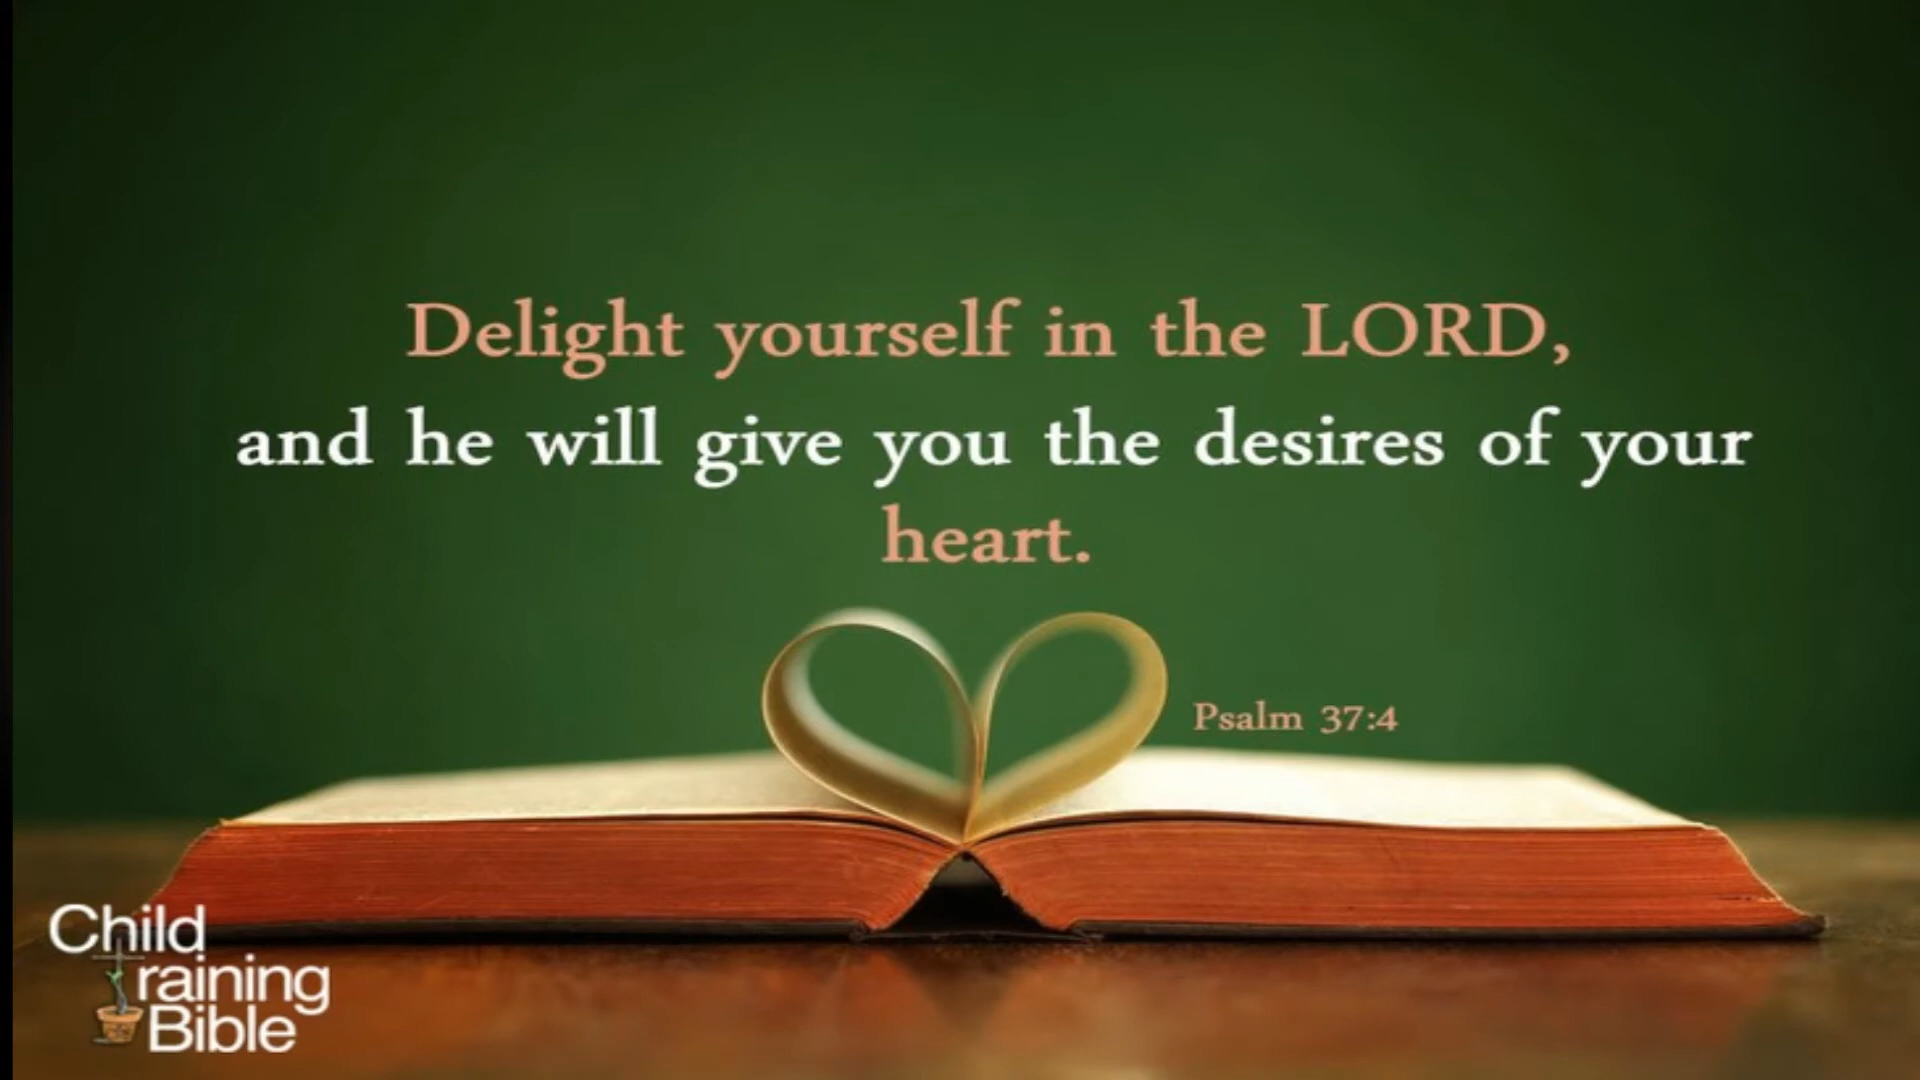 Delight yourself in the LORD,
and he will give you the desires of your
heart.
Psalm 37:4
Child
Training
Bible